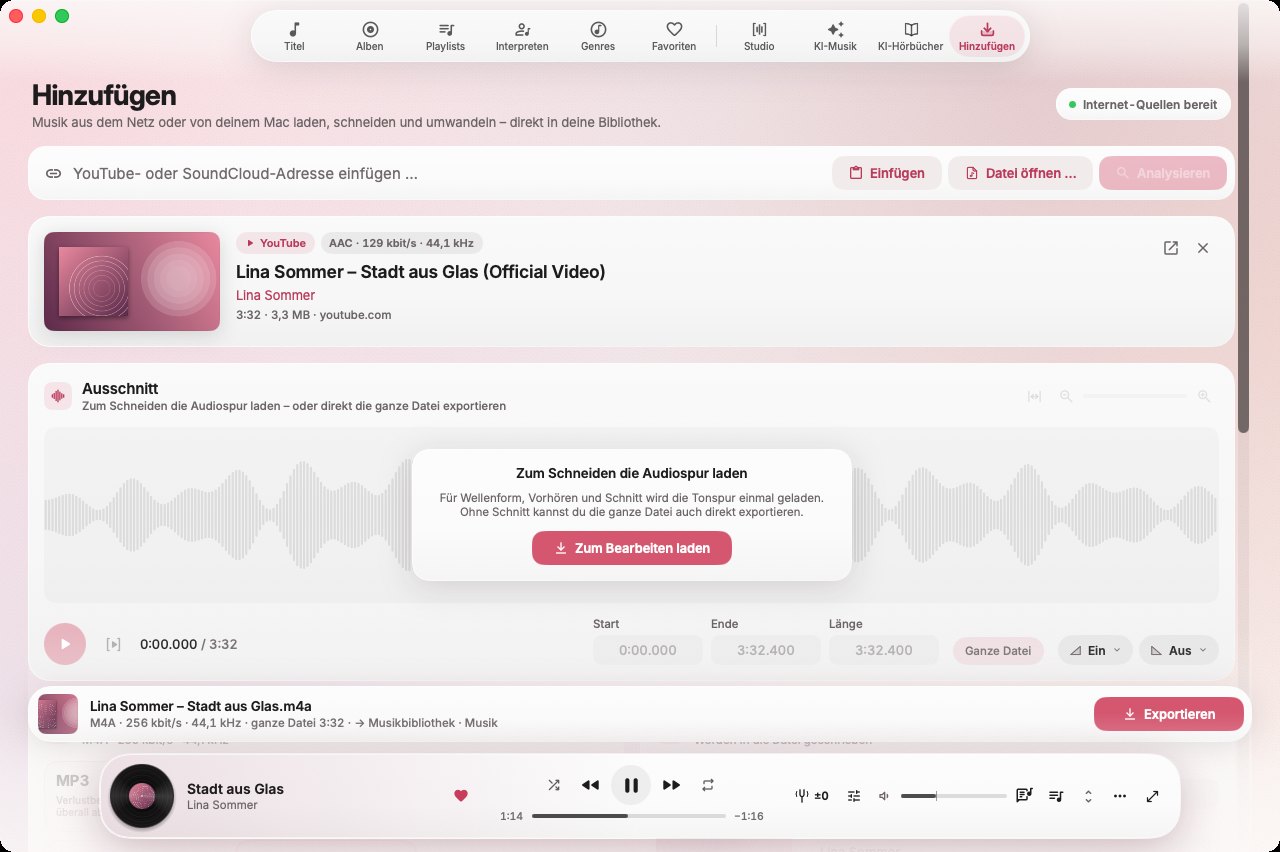 Titel
Alben
Playlists
Interpreten
Genres
Favoriten
Studio
KI-Musik
KI-Hörbücher
Hinzufügen
Hinzufügen
Musik aus dem Netz oder von deinem Mac laden, schneiden und umwandeln – direkt in deine Bibliothek.
Internet-Quellen bereit
YouTube- oder SoundCloud-Adresse einfügen ...
Einfügen
Datei öffnen ...
Analysieren
YouTube
AAC · 129 kbit/s · 44,1 kHz
Lina Sommer – Stadt aus Glas (Official Video)
Lina Sommer
3:32 · 3,3 MB · youtube.com
Ausschnitt
Zum Schneiden die Audiospur laden – oder direkt die ganze Datei exportieren
Zum Schneiden die Audiospur laden
Für Wellenform, Vorhören und Schnitt wird die Tonspur einmal geladen.
Ohne Schnitt kannst du die ganze Datei auch direkt exportieren.
Zum Bearbeiten laden
0:00.000 / 3:32
Start
Ende
Länge
0:00.000
3:32.400
3:32.400
Ganze Datei
Ein
Aus
Lina Sommer – Stadt aus Glas.m4a
M4A · 256 kbit/s · 44,1 kHz · ganze Datei 3:32 · → Musikbibliothek · Musik
Exportieren
MP3
überall a
Stadt aus Glas
Lina Sommer
1:14
−1:16
±0